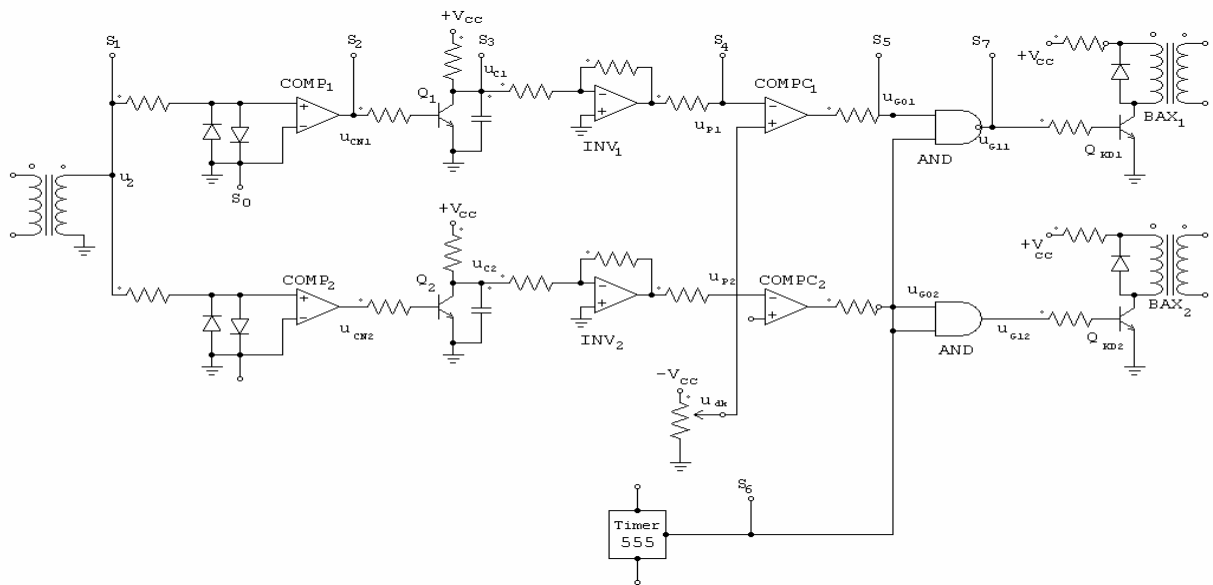 +VCC
S1
S2
S3
S4
S5
S7
+VCC
uC1
COMP1
COMPC1
Q1
uGO1
BAX1
uCN1
uP1
uG11
INV1
AND
QKD1
u2
S0
+VCC
+VCC
uC2
COMP2
uP2
COMPC2
Q2
uGO2
BAX2
uCN2
uG12
QKD2
INV2
AND
-VCC
udk
S6
Timer
555
+
-
+
-
-
+
-
+
-
+
-
+